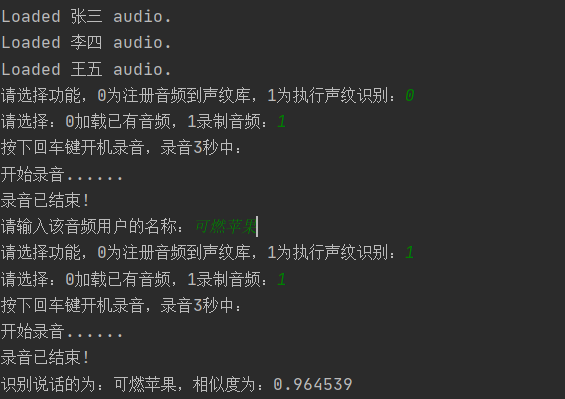 Loaded 张三 audio.
Loaded 李四 audio.
Loaded 王五 audio.
请选择功能，0为注册音频到声纹库，1为执行声纹识别：0
请选择：0加载已有音频，1录制音频：1
按下回车键开机录音，录音3秒中：
开始录音......
录音已结束!
请输入该音频用户的名称：可燃苹果
请选择功能，0为注册音频到声纹库，1为执行声纹识别：1
请选择：0加载已有音频，1录制音频：1
按下回车键开机录音，录音3秒中：
开始录音......
录音已结束!
识别说话的为：可燃苹果，相似度为：0.964539